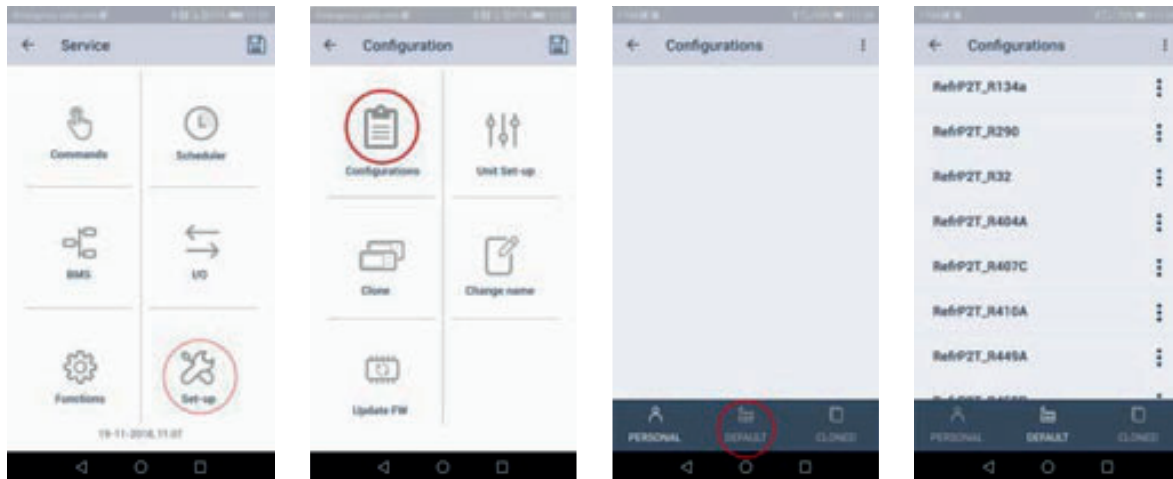 Service
Commands
Scheduler
BMS
I/O
Functions
Set-up
19-11-2018, 11:07
Configuration
Configurations
Unit Set-up
Clone
Change name
Update FW
Configurations
PERSONAL
DEFAULT
CLONED
Configurations
RefrP2T_R134a
RefrP2T_R290
RefrP2T_R32
RefrP2T_R404A
RefrP2T_R407C
RefrP2T_R410A
RefrP2T_R449A
PERSONAL
DEFAULT
CLONED